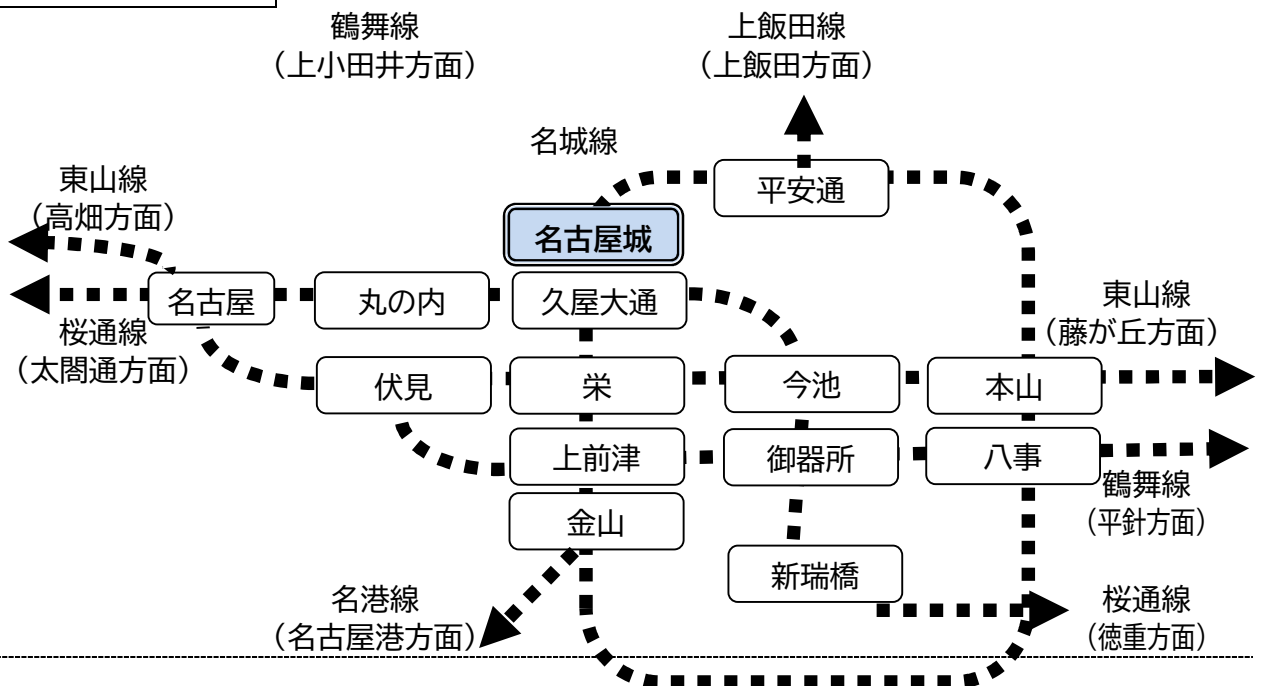 鶴舞線
（上小田井方面）
上飯田線
（上飯田方面）
名城線
東山線
（高畑方面）
平安通
名古屋城
名古屋
丸の内
久屋大通
東山線
（藤が丘方面）
桜通線
（太閤通方面）
伏見
栄
今池
本山
上前津
御器所
八事
鶴舞線
（平針方面）
金山
新瑞橋
名港線
（名古屋港方面）
桜通線
（徳重方面）